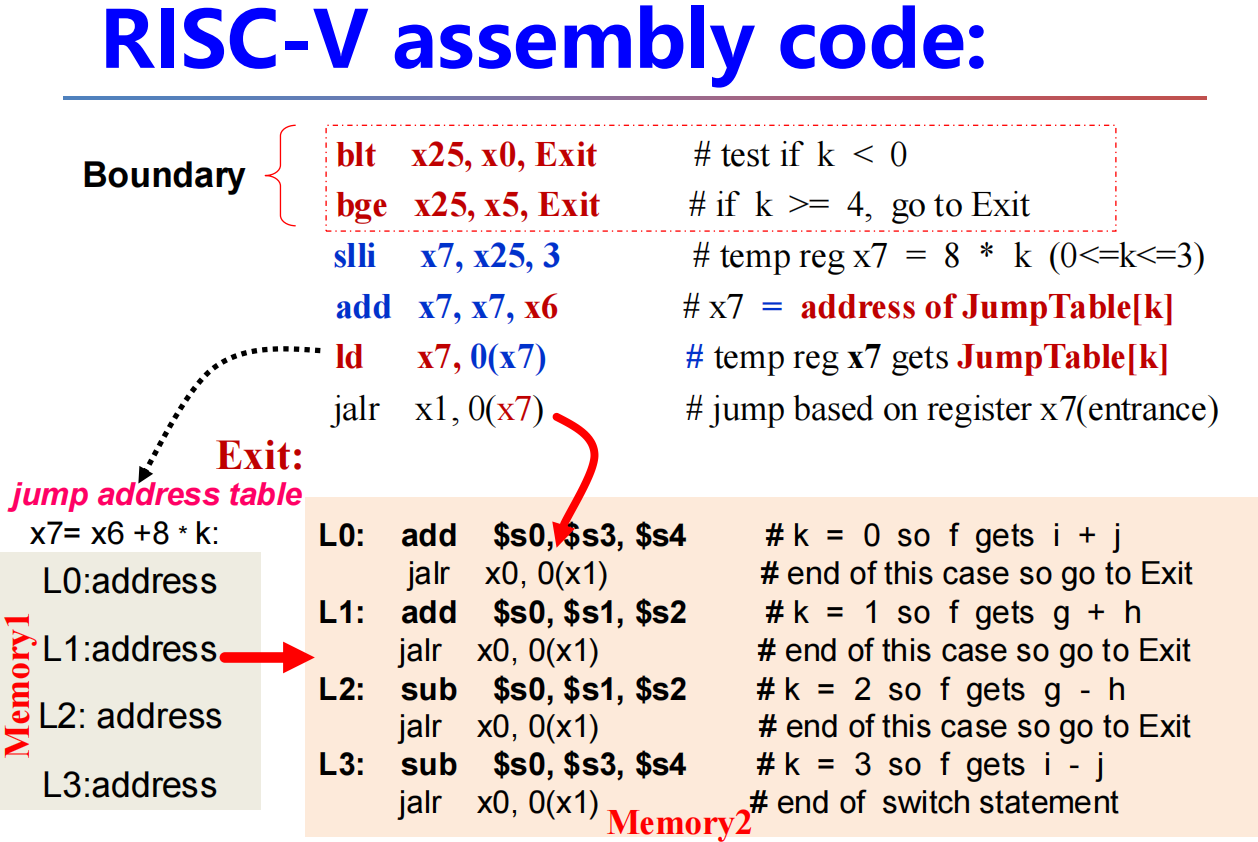 RISC-V assembly code:
Boundary
blt x25, x0, Exit # test if k < 0
bge x25, x5, Exit # if k >= 4, go to Exit
slli x7, x25, 3 # temp reg x7 = 8 * k (0<=k<=3)
add x7, x7, x6 # x7 = address of JumpTable[k]
ld x7, 0(x7) # temp reg x7 gets JumpTable[k]
jalr x1, 0(x7) # jump based on register x7(entrance)
Exit:
jump address table
x7= x6 +8 * k:
L0:address
L1:address
L2: address
L3:address
Memory1
L0: add $s0, $s3, $s4 # k = 0 so f gets i + j
jalr x0, 0(x1) # end of this case so go to Exit
L1: add $s0, $s1, $s2 # k = 1 so f gets g + h
jalr x0, 0(x1) # end of this case so go to Exit
L2: sub $s0, $s1, $s2 # k = 2 so f gets g - h
jalr x0, 0(x1) # end of this case so go to Exit
L3: sub $s0, $s3, $s4 # k = 3 so f gets i - j
jalr x0, 0(x1) # end of switch statement
Memory2